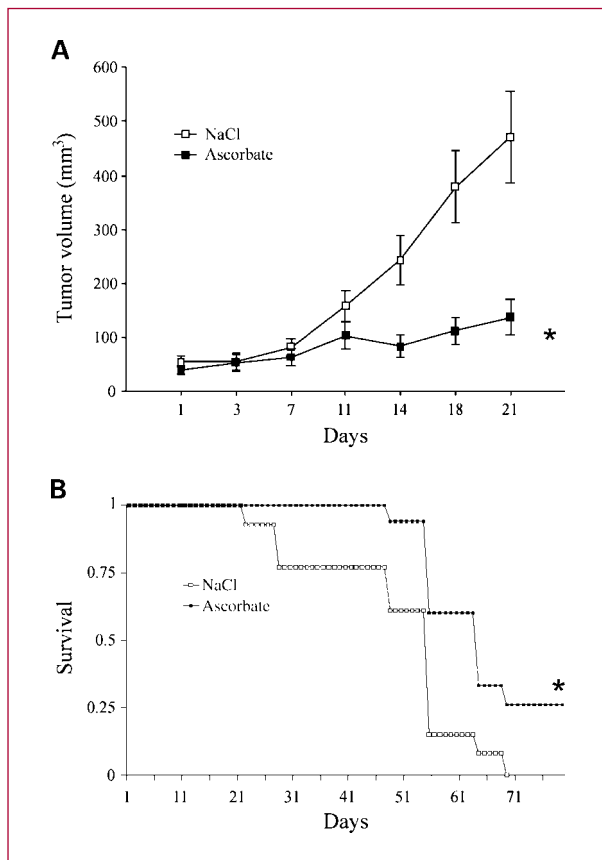 A
600
500
400
300
200
100
0
Tumor volume (mm³)
NaCl
Ascorbate
*
1 3 7 11 14 18 21
Days
B
1
0.75
0.5
0.25
0
Survival
NaCl
Ascorbate
*
1 11 21 31 41 51 61 71
Days